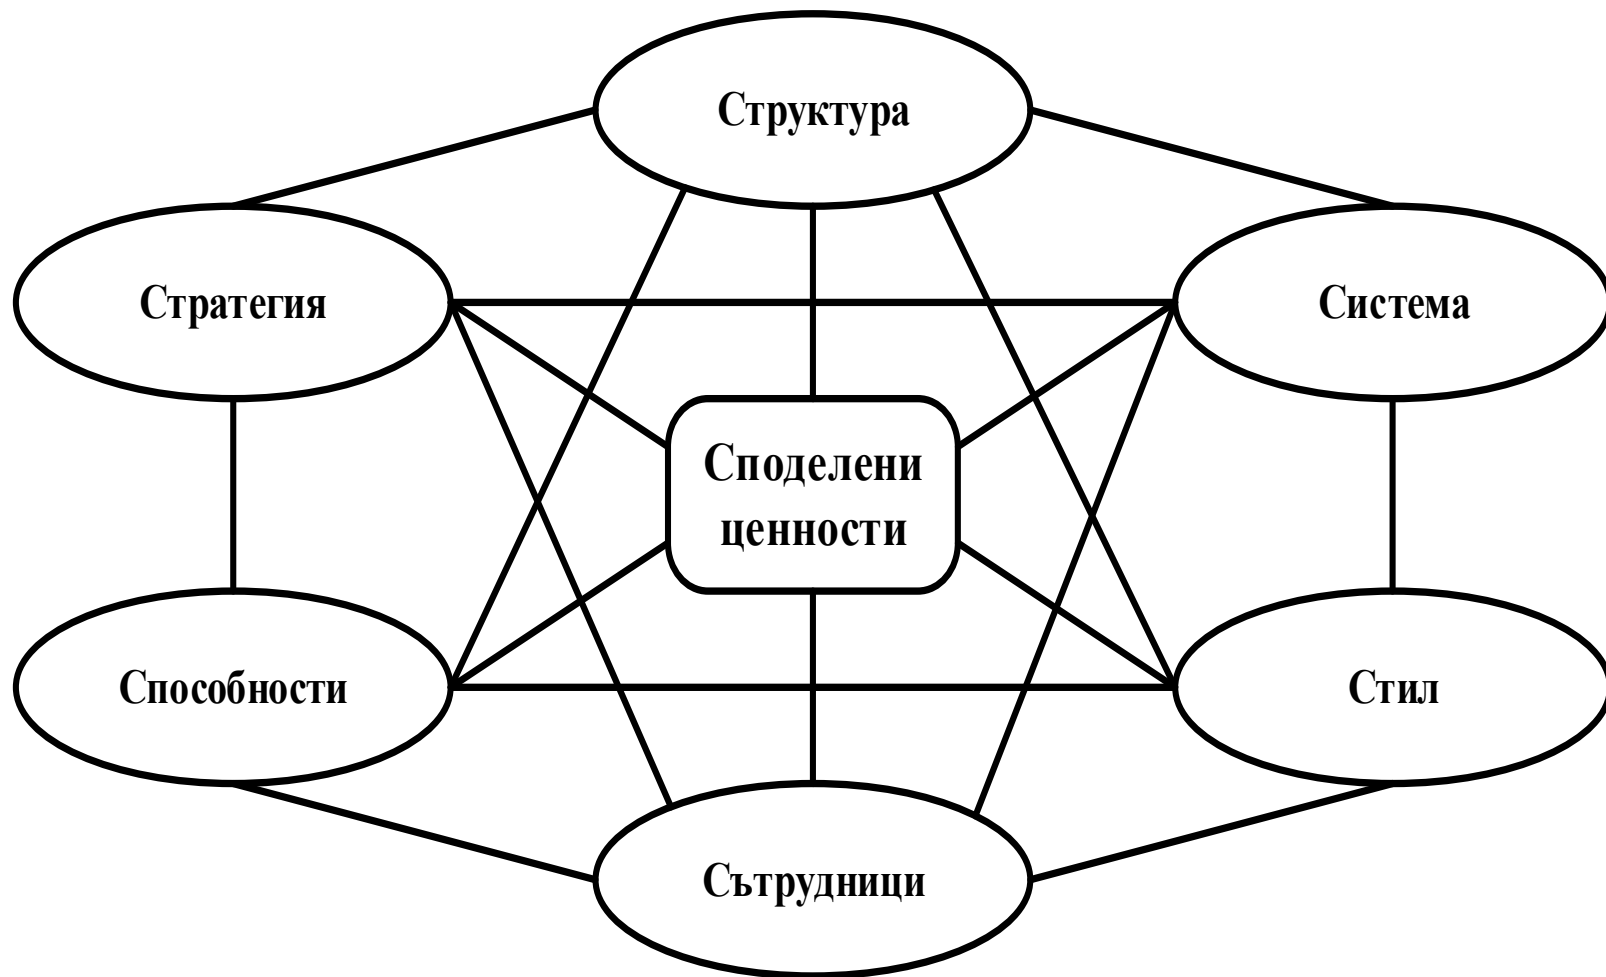 Структура
Стратегия
Система
Споделени
ценности
Способности
Стил
Сътрудници